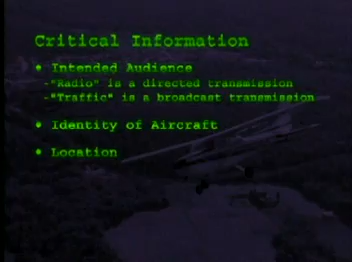 Critical Information
• Intended Audience
-"Radio" is a directed transmission
-"Traffic" is a broadcast transmission
• Identity of Aircraft
• Location